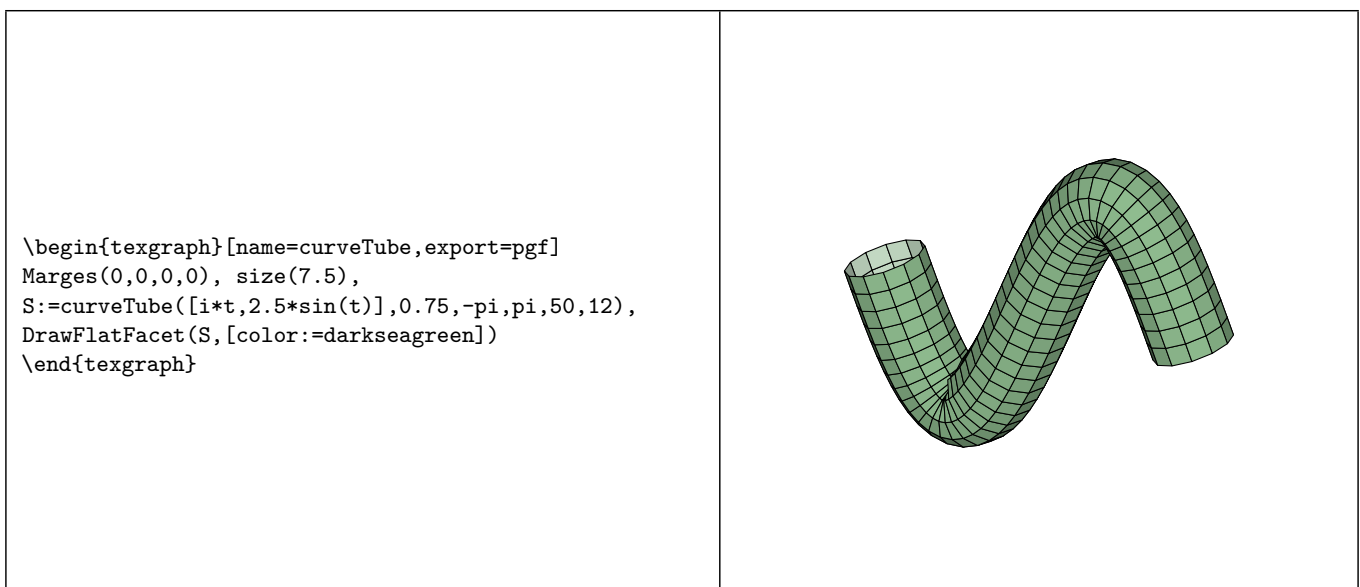 \begin{texgraph}[name=curveTube,export=pgf]
Marges(0,0,0,0), size(7.5),
S:=curveTube([i*t,2.5*sin(t)],0.75,-pi,pi,50,12),
DrawFlatFacet(S,[color:=darkseagreen])
\end{texgraph}